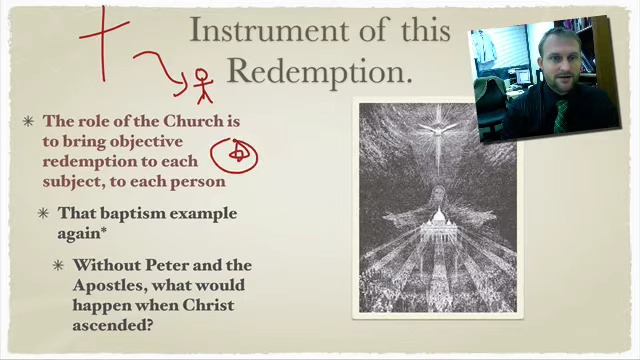 Instrument of this
Redemption.
The role of the Church is
to bring objective
redemption to each
subject, to each person
That baptism example
again*
Without Peter and the
Apostles, what would
happen when Christ
ascended?